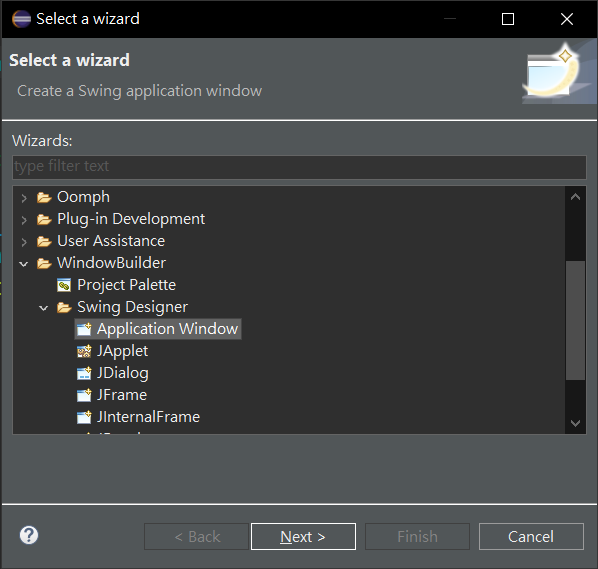 Select a wizard
Select a wizard
Create a Swing application window
Wizards:
type filter text
Oomph
Plug-in Development
User Assistance
WindowBuilder
Project Palette
Swing Designer
Application Window
JApplet
JDialog
JFrame
JInternalFrame
< Back
Next >
Finish
Cancel